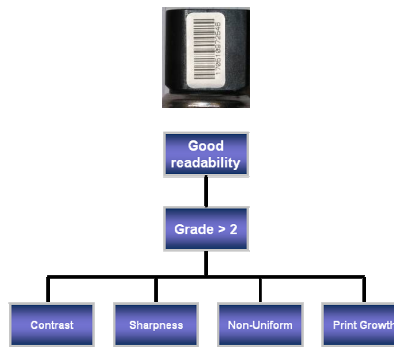 Good
readability
Grade > 2
Contrast
Sharpness
Non-Uniform
Print Growth